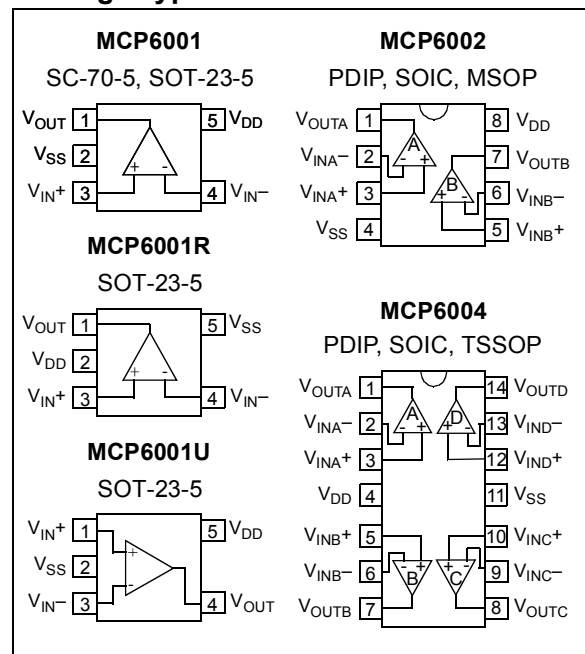 MCP6001
SC-70-5, SOT-23-5
VOUT 1
5 VDD
VSS 2
VIN+ 3
4 VIN–
+ -
MCP6001R
SOT-23-5
VOUT 1
5 VSS
VDD 2
VIN+ 3
4 VIN–
+ -
MCP6001U
SOT-23-5
VIN+ 1
5 VDD
VSS 2
VIN– 3
4 VOUT
+
-
MCP6002
PDIP, SOIC, MSOP
VOUTA 1
8 VDD
A
VINA– 2
- +
7 VOUTB
VINA+ 3
B
+ -
6 VINB–
VSS 4
5 VINB+
MCP6004
PDIP, SOIC, TSSOP
VOUTA 1
14 VOUTD
A D
VINA– 2
- + + -
13 VIND–
VINA+ 3
12 VIND+
VDD 4
11 VSS
VINB+ 5
10 VINC+
VINB– 6
- + + -
9 VINC–
B C
VOUTB 7
8 VOUTC